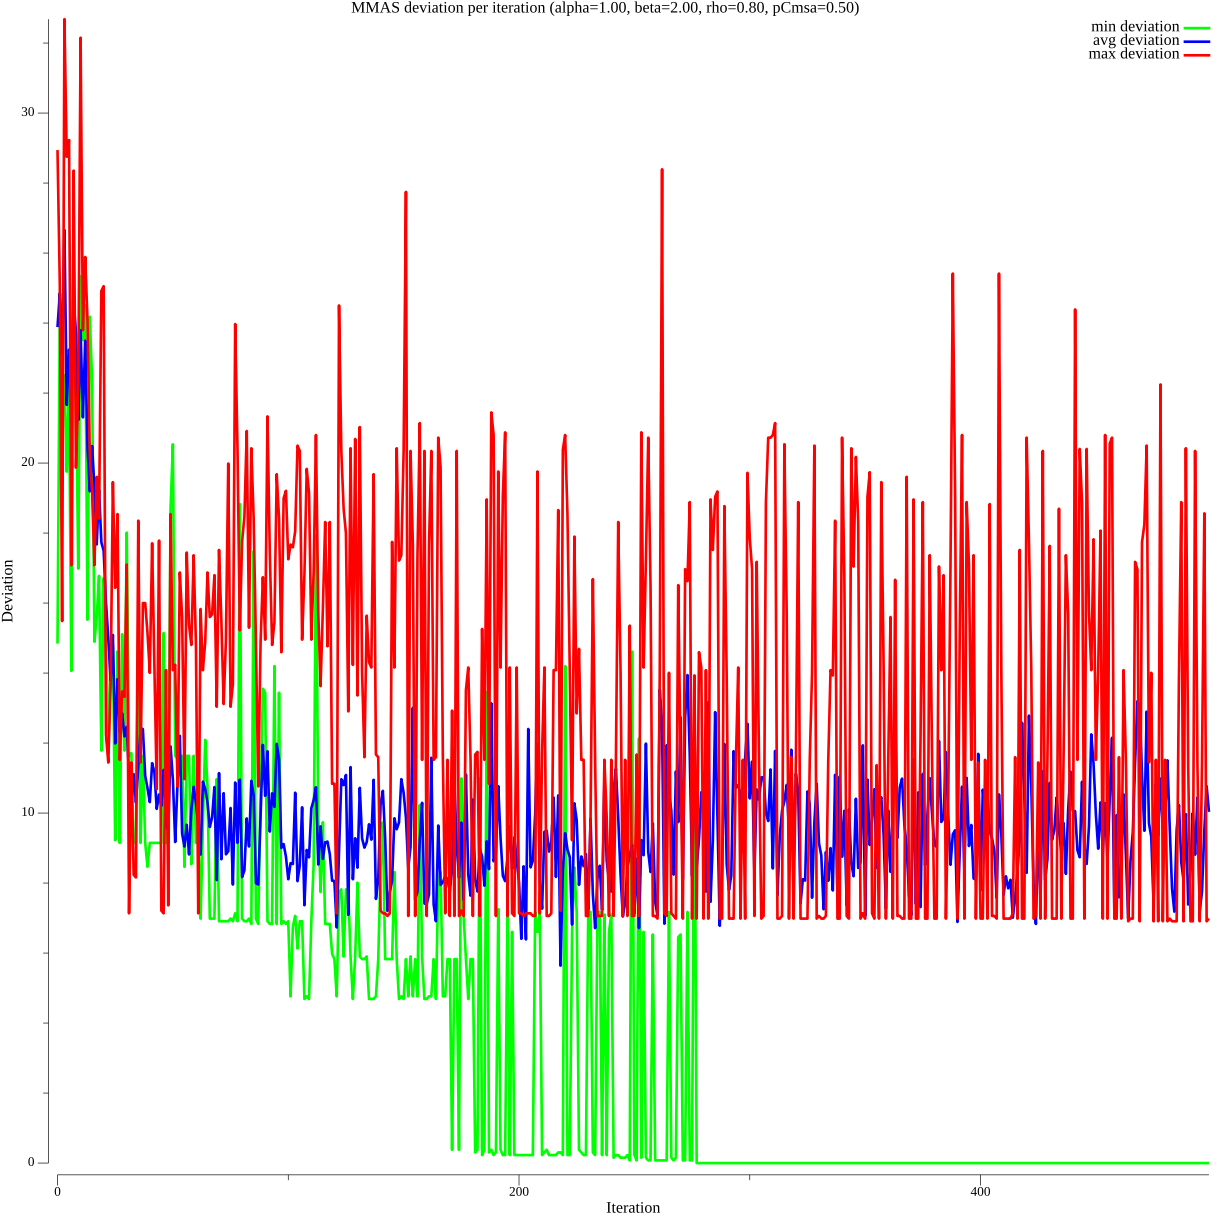 MMAS deviation per iteration (alpha=1.00, beta=2.00, rho=0.80, pCmsa=0.50)
min deviation
avg deviation
max deviation
30
20
10
0
Deviation
0
200
400
Iteration